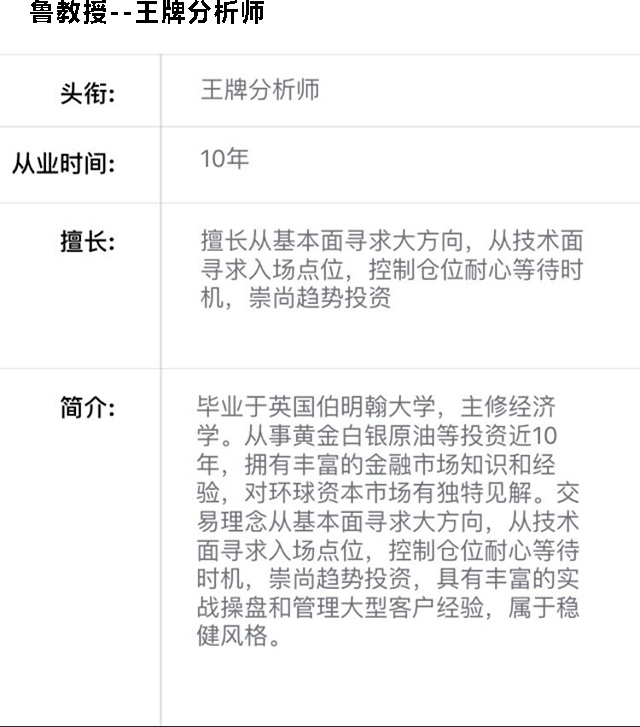 鲁教授--王牌分析师
头衔:
王牌分析师
从业时间:
10年
擅长:
擅长从基本面寻求大方向，从技术面
寻求入场点位，控制仓位耐心等待时
机，崇尚趋势投资
简介:
毕业于英国伯明翰大学，主修经济
学。从事黄金白银原油等投资近10
年，拥有丰富的金融市场知识和经
验，对环球资本市场有独特见解。交
易理念从基本面寻求大方向，从技术
面寻求入场点位，控制仓位耐心等待
时机，崇尚趋势投资，具有丰富的实
战操盘和管理大型客户经验，属于稳
健风格。